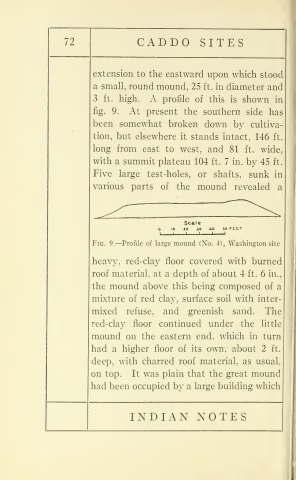 72
CADDO SITES
extension to the eastward upon which stood
a small, round mound, 25 ft. in diameter and
3 ft. high. A profile of this is shown in
fig. 9. At present the southern side has
been somewhat broken down by cultiva-
tion, but elsewhere it stands intact, 146 ft.
long from east to west, and 81 ft. wide,
with a summit plateau 104 ft. 7 in. by 45 ft.
Five large test-holes, or shafts, sunk in
various parts of the mound revealed a
Scale
0 10 20 30 40 50 FEET
FIG. 9.—Profile of large mound (No. 4), Washington site
heavy, red-clay floor covered with burned
roof material, at a depth of about 4 ft. 6 in.,
the mound above this being composed of a
mixture of red clay, surface soil with inter-
mixed refuse, and greenish sand. The
red-clay floor continued under the little
mound on the eastern end, which in turn
had a higher floor of its own, about 2 ft.
deep, with charred roof material, as usual,
on top. It was plain that the great mound
had been occupied by a large building which
INDIAN NOTES